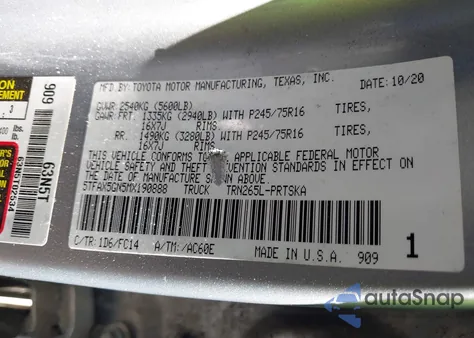 MFD BY: TOYOTA MOTOR MANUFACTURING, TEXAS, INC. DATE: 10/20
GVWR: 2540KG (5600LB)
GAWR: FRT. 1335KG (2940LB) WITH P245/75R16 TIRES,
16X7J RIMS
RR. 1490KG (3280LB) WITH P245/75R16 TIRES,
16X7J RIMS
THIS VEHICLE CONFORMS TO APPLICABLE FEDERAL MOTOR
VEHICLE SAFETY AND THEFT PREVENTION STANDARDS IN EFFECT ON
THE DATE OF MANUFACTURE SHOWN ABOVE.
5TFAX5GN5MX190888 TRUCK TRN265L-PRTSKA
C/TR: 1D6/FC14 A/TM: /AC60E MADE IN U.S.A. 909 1
909 63N5T
autoSnap